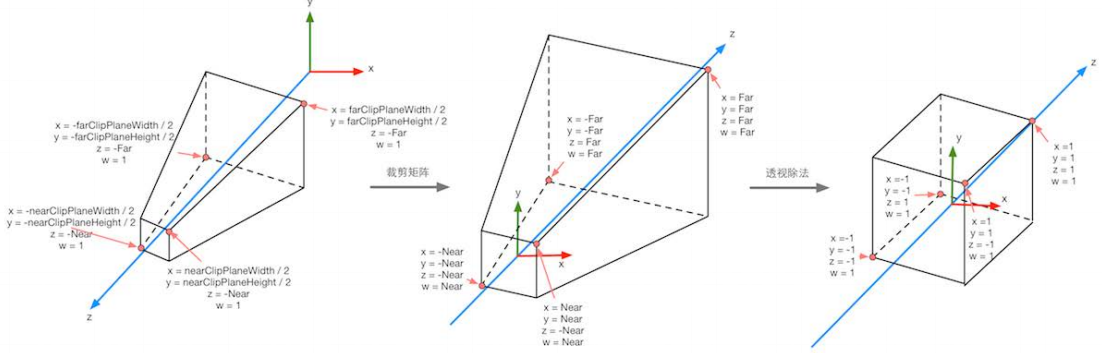 y
x
x = farClipPlaneWidth / 2
y = farClipPlaneHeight / 2
z = -Far
w = 1
x = -farClipPlaneWidth / 2
y = -farClipPlaneHeight / 2
z = -Far
w = 1
x = -nearClipPlaneWidth / 2
y = -nearClipPlaneHeight / 2
z = -Near
w = 1
x = nearClipPlaneWidth / 2
y = nearClipPlaneHeight / 2
z = -Near
w = 1
z
裁剪矩阵
z
x = Far
y = Far
z = Far
w = Far
x = -Far
y = -Far
z = Far
w = Far
y
x
x = -Near
y = -Near
z = -Near
w = Near
x = Near
y = Near
z = -Near
w = Near
透视除法
z
x =1
y = 1
z = 1
w = 1
y
x =-1
y = -1
z = 1
w = 1
x
x =1
y = 1
z = -1
w = 1
x =-1
y = -1
z = -1
w = 1